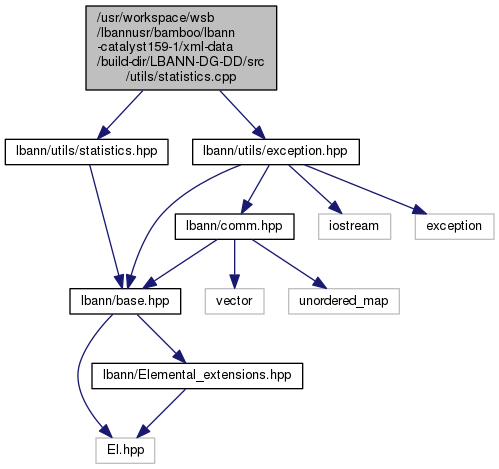 /usr/workspace/wsb
/lbannusr/bamboo/lbann
-catalyst159-1/xml-data
/build-dir/LBANN-DG-DD/src
/utils/statistics.cpp
lbann/utils/statistics.hpp
lbann/utils/exception.hpp
lbann/comm.hpp
iostream
exception
lbann/base.hpp
vector
unordered_map
lbann/Elemental_extensions.hpp
El.hpp